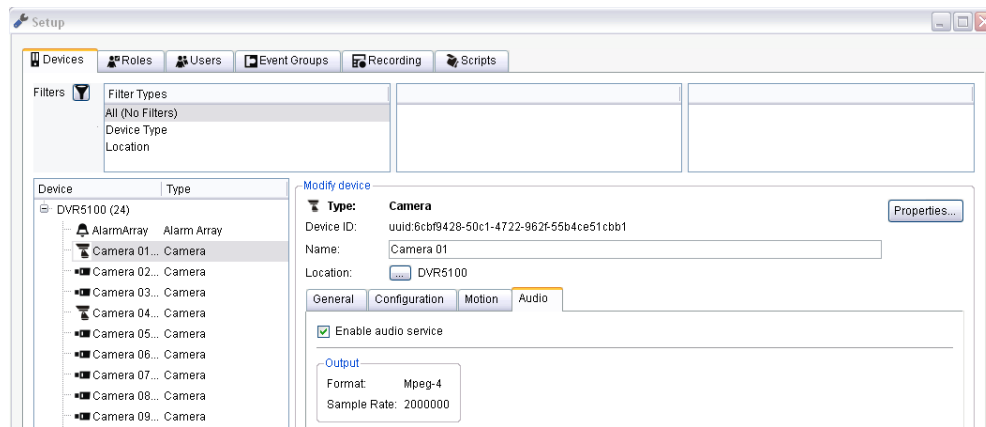 Setup
Devices Roles Users Event Groups Recording Scripts
Filters
Filter Types
All (No Filters)
Device Type
Location
Device Type
DVR5100 (24)
AlarmArray Alarm Array
Camera 01... Camera
Camera 02... Camera
Camera 03... Camera
Camera 04... Camera
Camera 05... Camera
Camera 06... Camera
Camera 07... Camera
Camera 08... Camera
Camera 09... Camera
Modify device
Type: Camera
Properties...
Device ID: uuid:6cbf9428-50c1-4722-962f-55b4ce51cbb1
Name: Camera 01
Location: ... DVR5100
General Configuration Motion Audio
Enable audio service
Output
Format: Mpeg-4
Sample Rate: 2000000